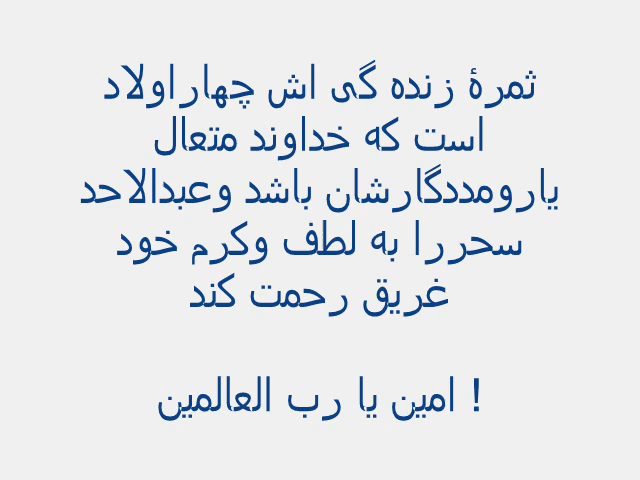 ثمرۀ زنده گی اش چهاراولاد
است که خداوند متعال
یارومددگارشان باشد وعبدالاحد
سحررا به لطف وکرم خود
غریق رحمت کند
امین یا رب العالمین !